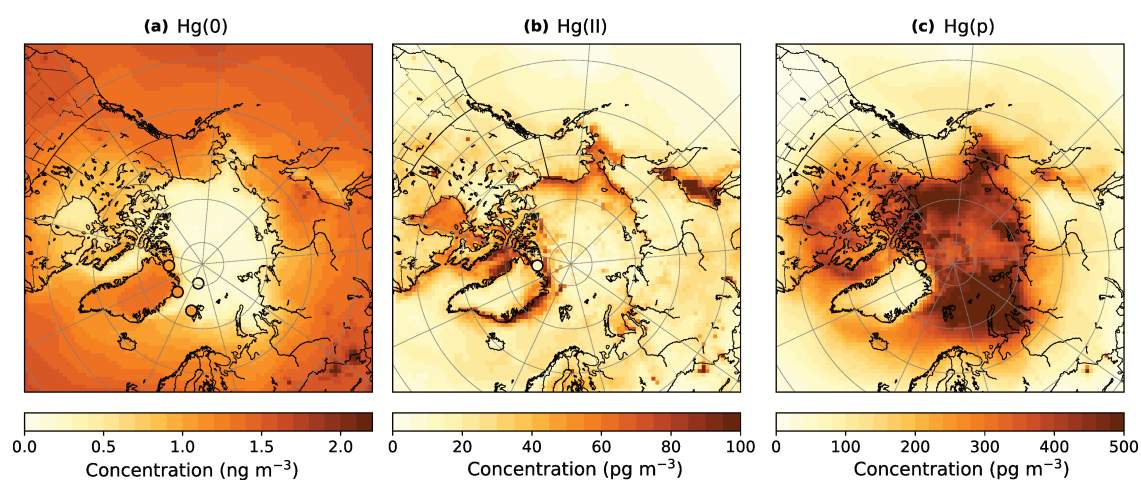 (a) Hg(0)
(b) Hg(II)
(c) Hg(p)
0.0 0.5 1.0 1.5 2.0
Concentration (ng m⁻³)
0 20 40 60 80 100
Concentration (pg m⁻³)
0 100 200 300 400 500
Concentration (pg m⁻³)